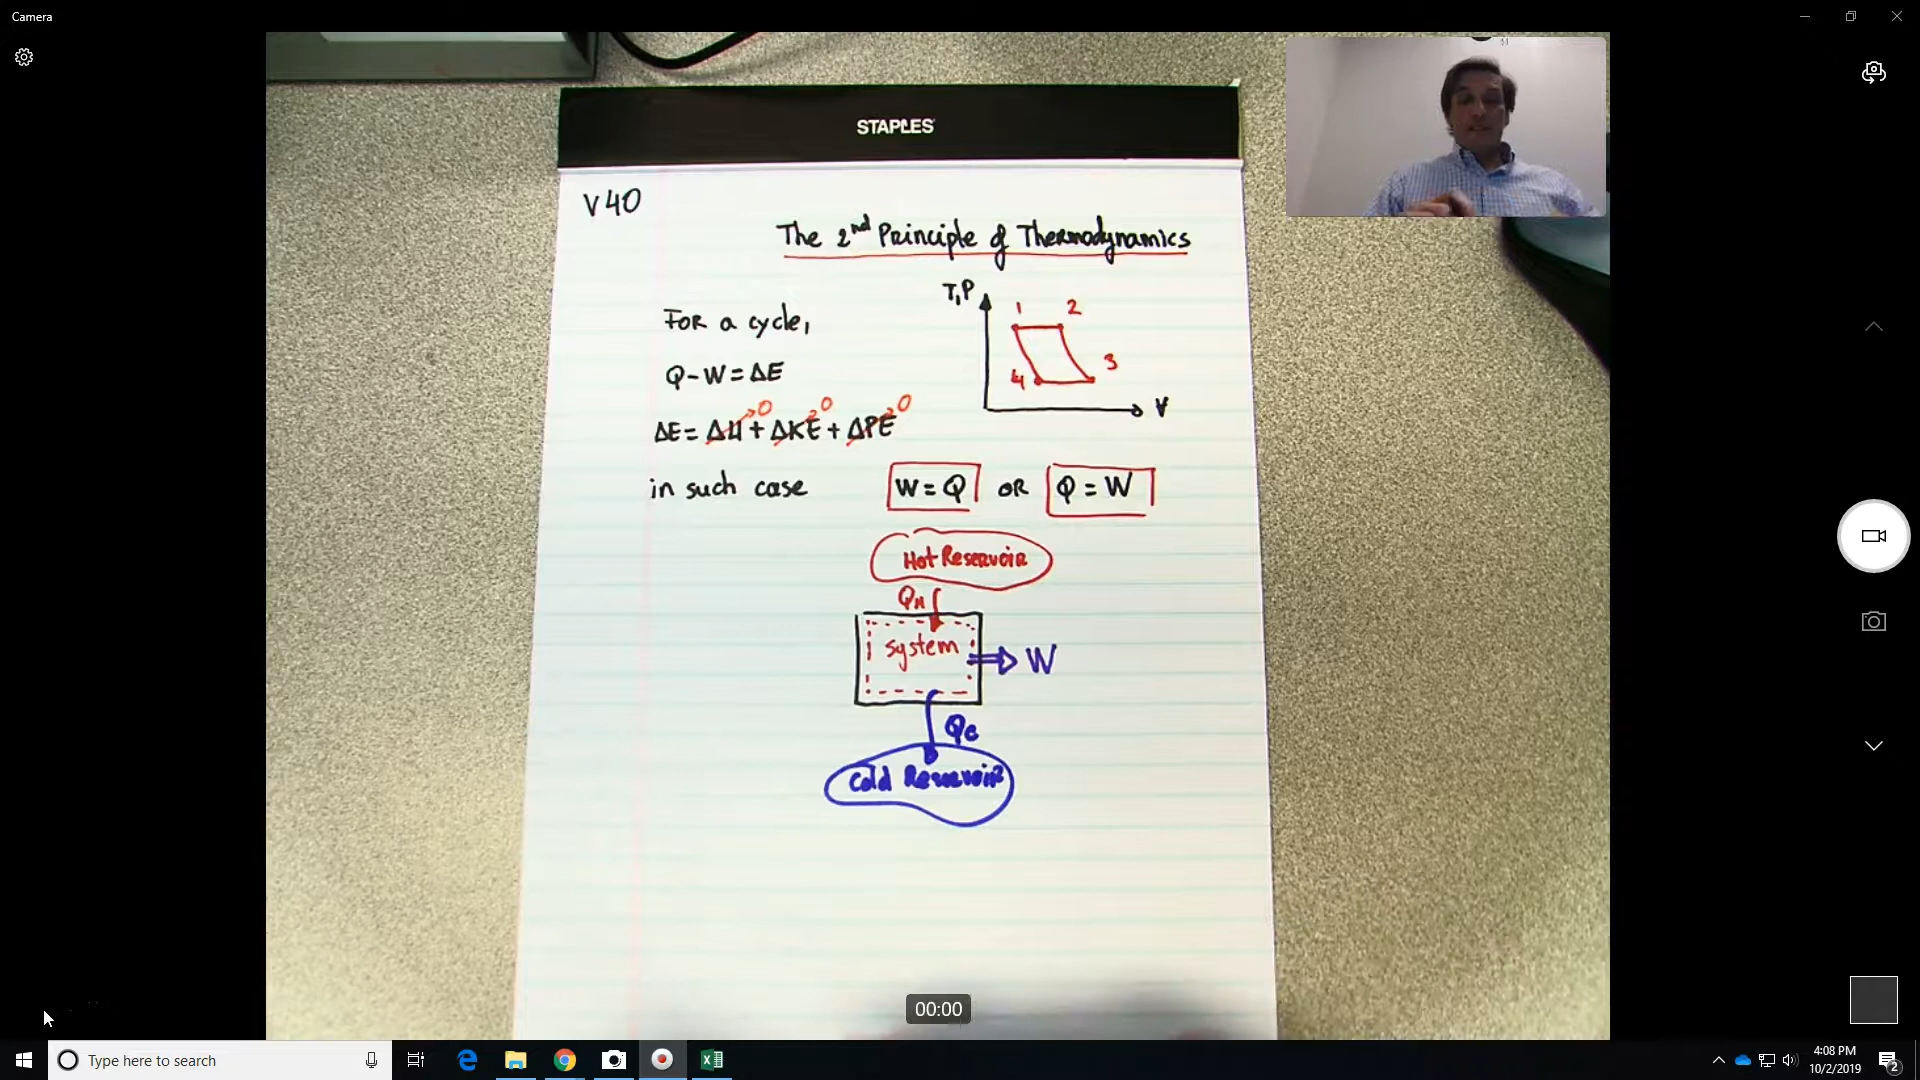 Camera
STAPLES
V40
The 2nd Principle of Thermodynamics
T,P
1
2
For a cycle,
3
Q-W=ΔE
4
V
0
0
0
ΔE= ΔU + ΔKE + ΔPE
in such case W = Q OR Q = W
Hot Reservoir
QH
system
W
Qc
Cold Reservoir
00:00
Type here to search
4:08 PM
10/2/2019
2